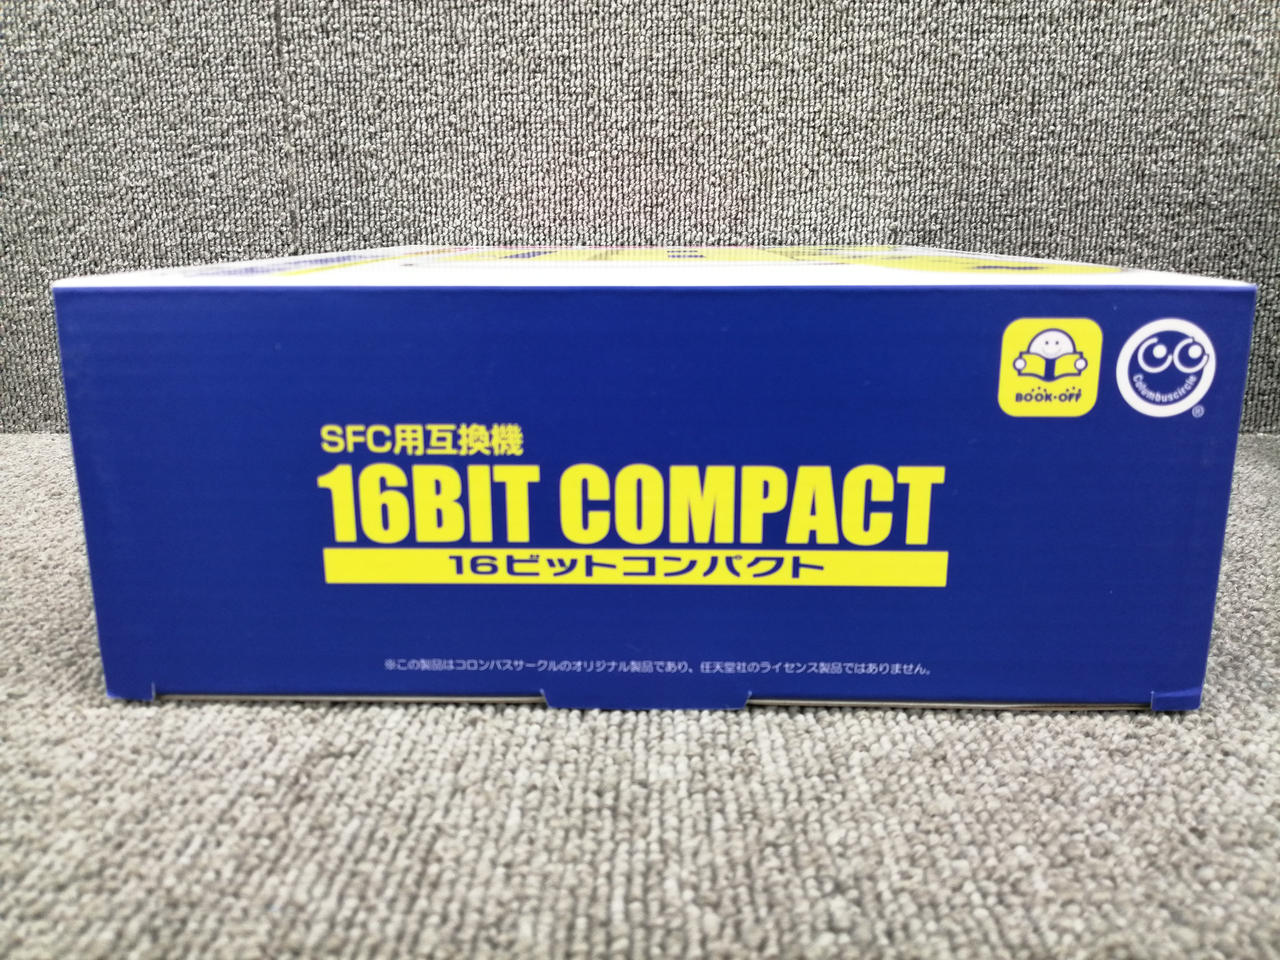 BOOK·OFF
Columbuscircle
®
SFC用互換機
16BIT COMPACT
16ビットコンパクト
※この製品はコロンバスサークルのオリジナル製品であり、任天堂社のライセンス製品ではありません。